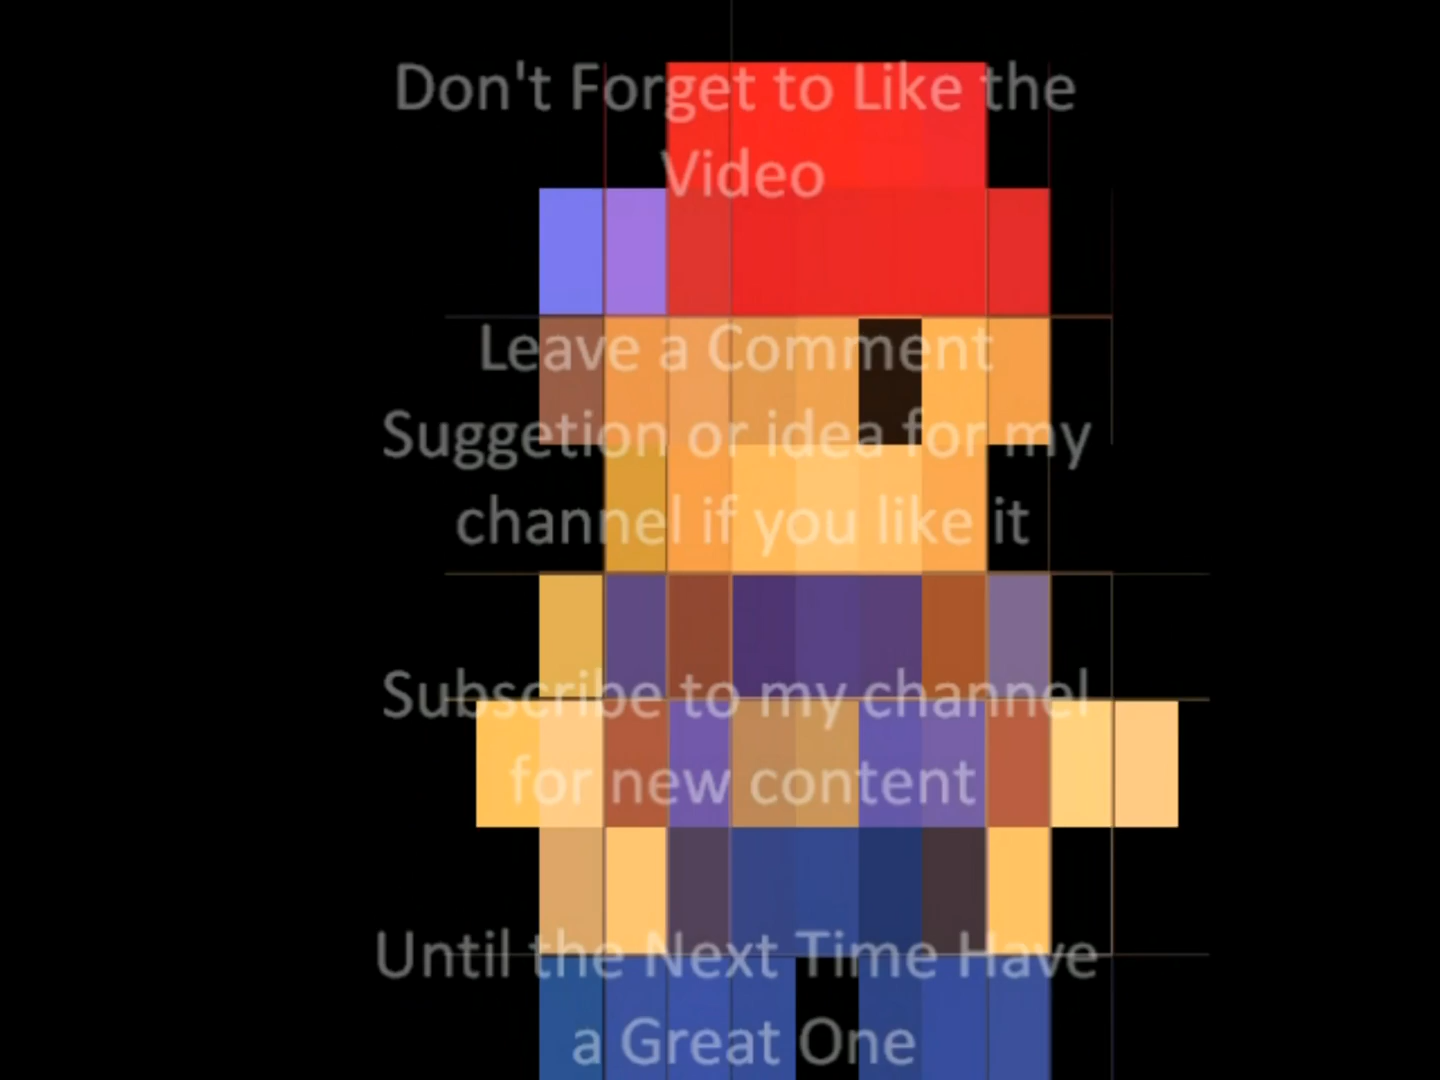 Don't Forget to Like the
Video
Leave a Comment
Suggetion or idea for my
channel if you like it
Subscribe to my channel
for new content
Until the Next Time Have
a Great One